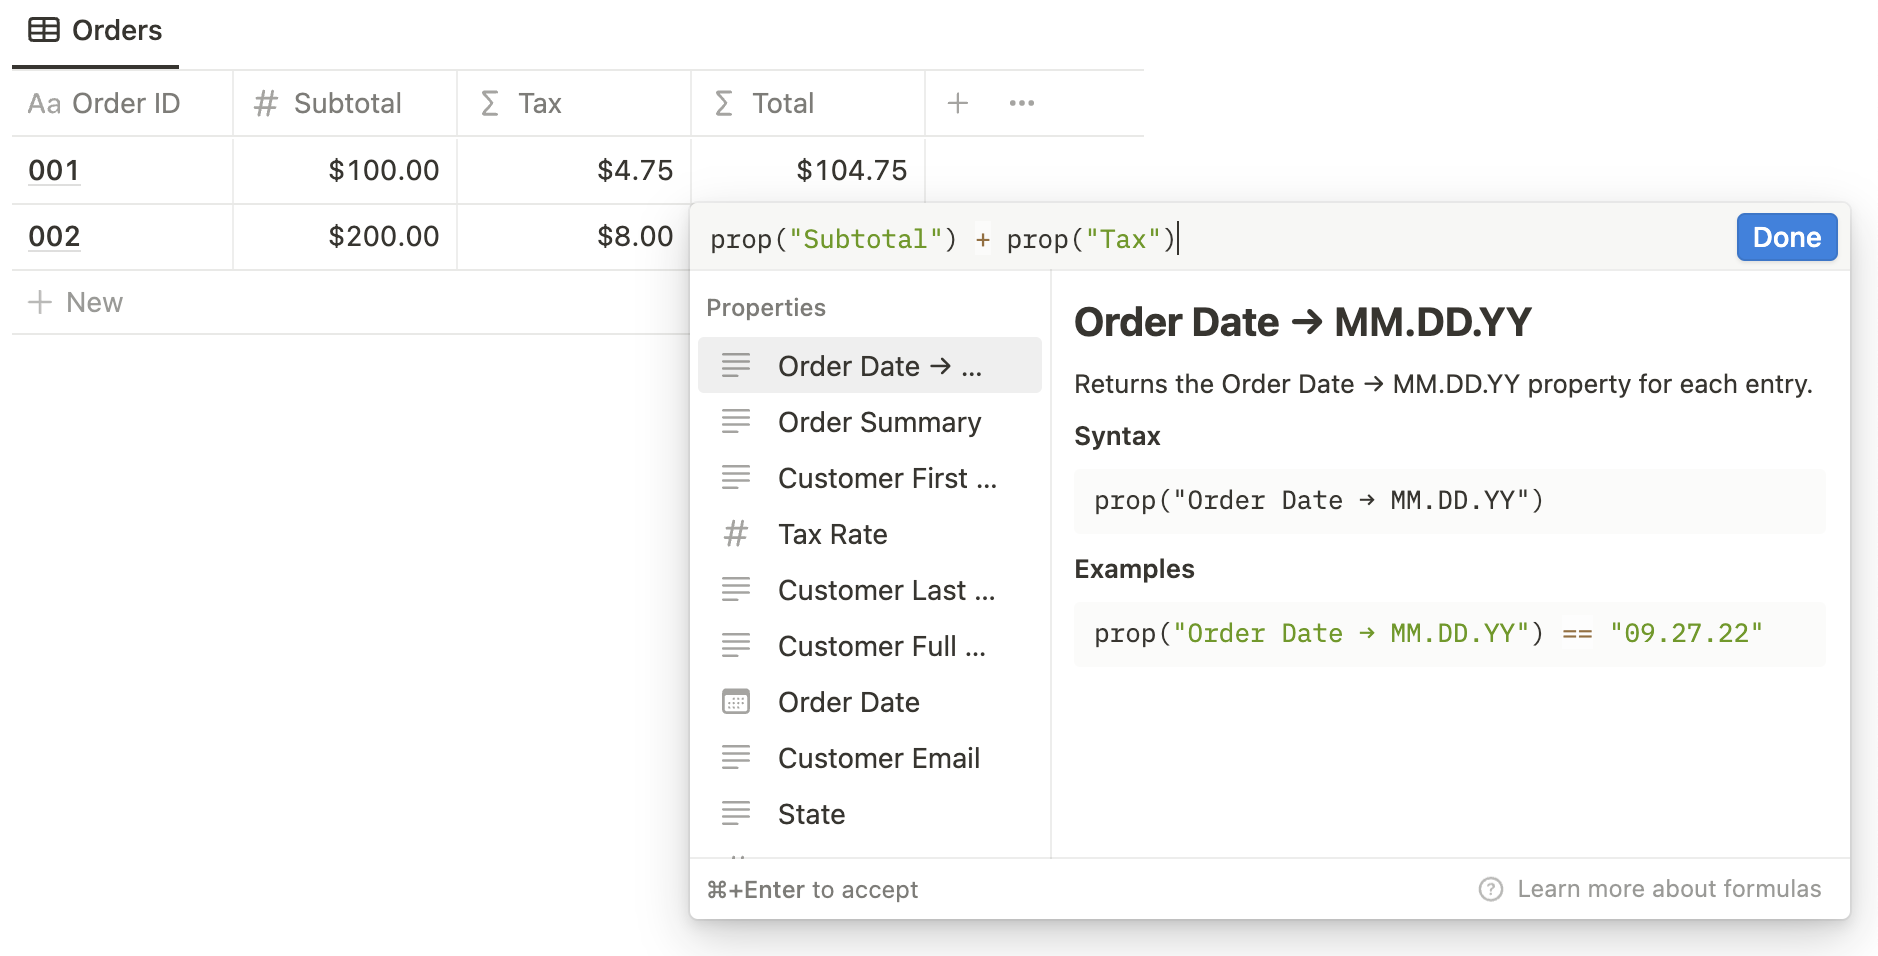 Orders
Aa Order ID # Subtotal Σ Tax Σ Total + •••
001 $100.00 $4.75 $104.75
002 $200.00 $8.00
+ New
prop("Subtotal") + prop("Tax")
Done
Properties
Order Date → ...
Order Summary
Customer First ...
# Tax Rate
Customer Last ...
Customer Full ...
Order Date
Customer Email
State
Order Date → MM.DD.YY
Returns the Order Date → MM.DD.YY property for each entry.
Syntax
prop("Order Date → MM.DD.YY")
Examples
prop("Order Date → MM.DD.YY") == "09.27.22"
⌘+Enter to accept
? Learn more about formulas